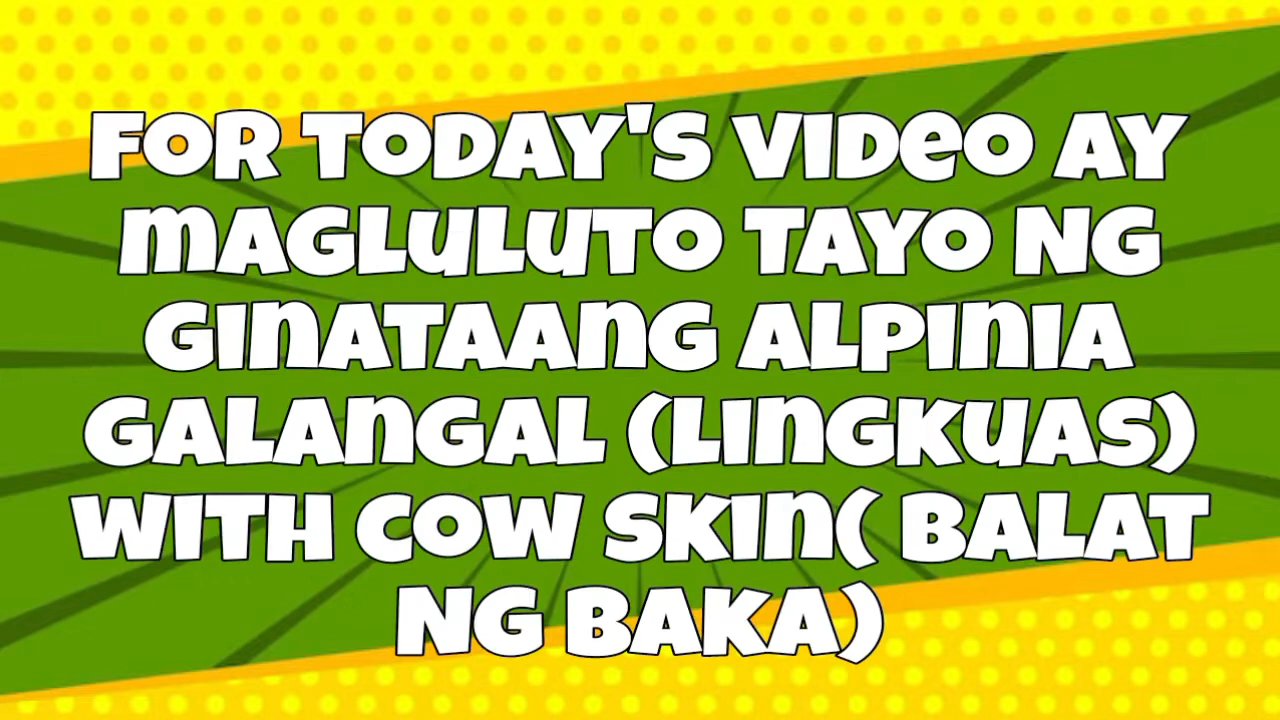 FOR TODAY'S VIDEO AY
MAGLULUTO TAYO NG
GINATAANG ALPINIA
GALANGAL (LINGKUAS)
WITH COW SKIN( BALAT
NG BAKA)